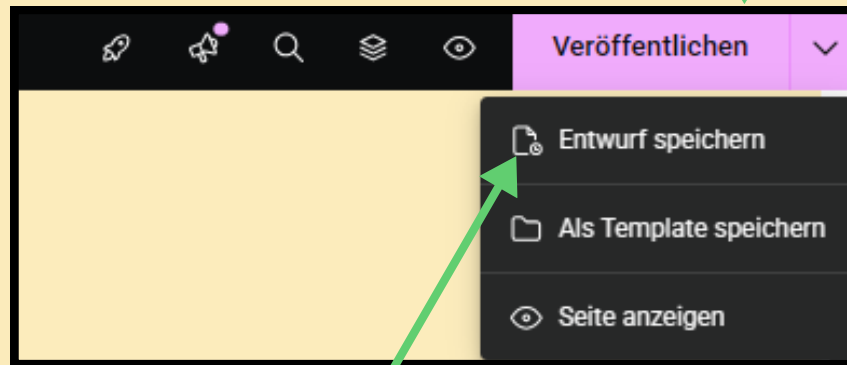 Veröffentlichen
Entwurf speichern
Als Template speichern
Seite anzeigen